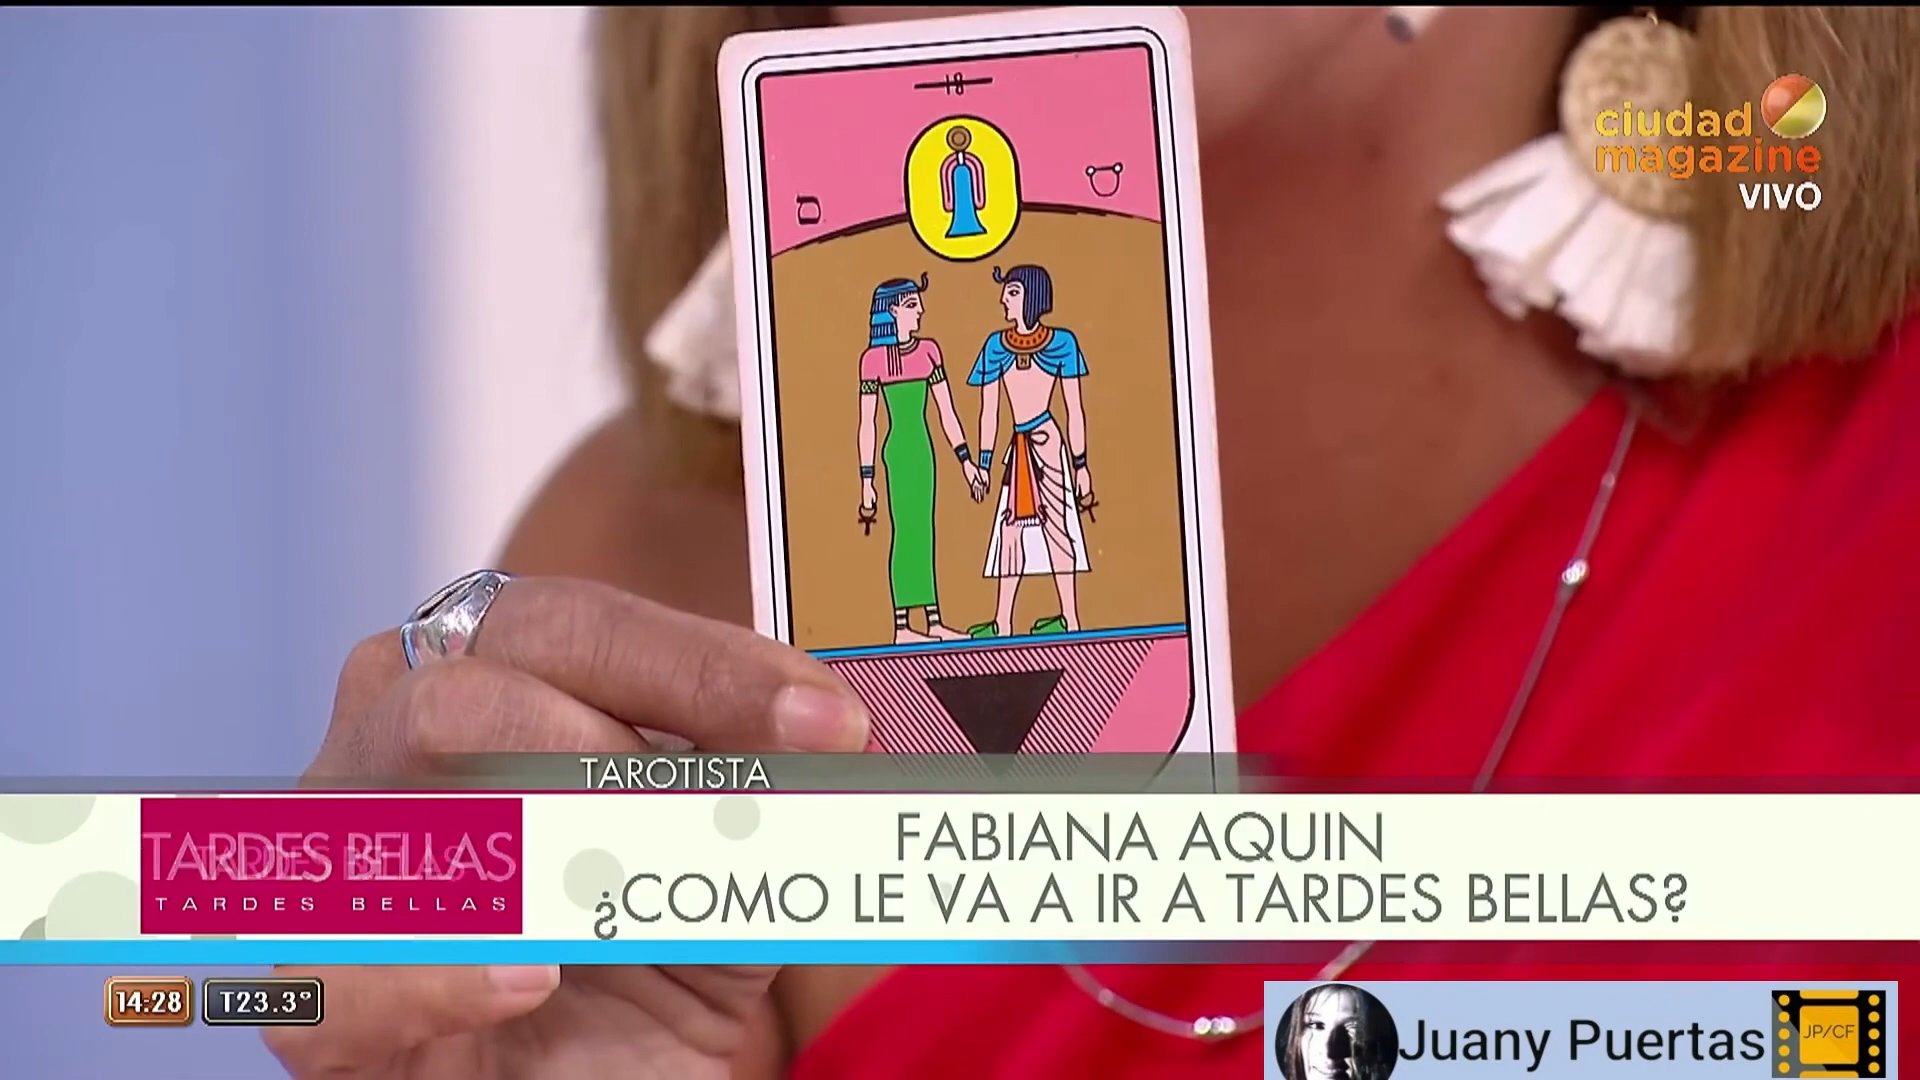 18
ciudad
magazine
VIVO
TAROTISTA
TARDES BELLAS
TARDES BELLAS
FABIANA AQUIN
¿COMO LE VA A IR A TARDES BELLAS?
14:28 T23.3°
Juany Puertas
JP/CF